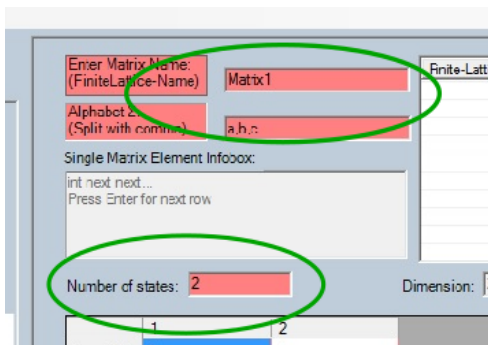 Enter Matrix Name:
(FiniteLattice-Name)
Matrix1
Finite-Latt
Alphabet Σ:
(Split with comma)
a,b,c
Single Matrix Element Infobox:
int next next...
Press Enter for next row
Number of states:
2
Dimension:
1
2